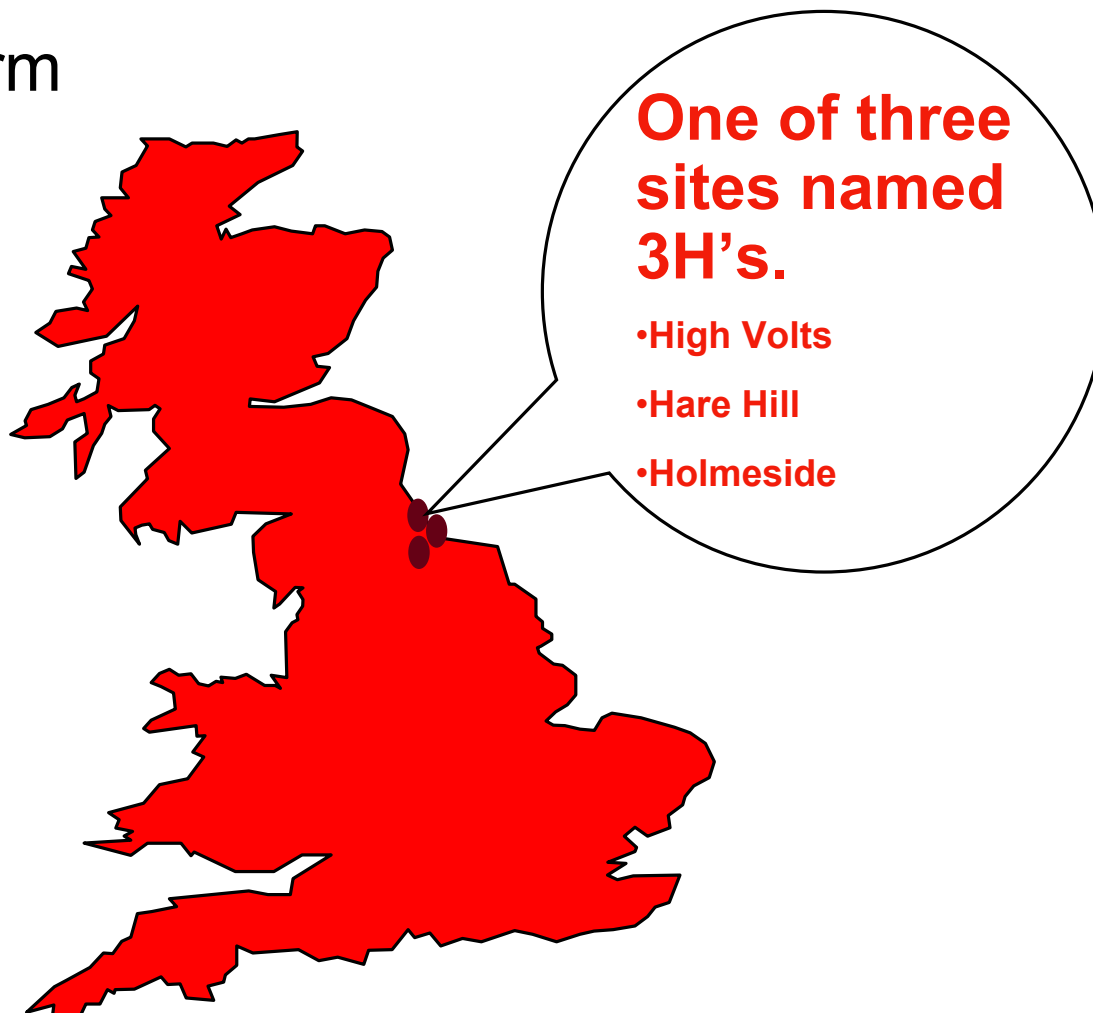 rm
One of three
sites named
3H’s.
•High Volts
•Hare Hill
•Holmeside